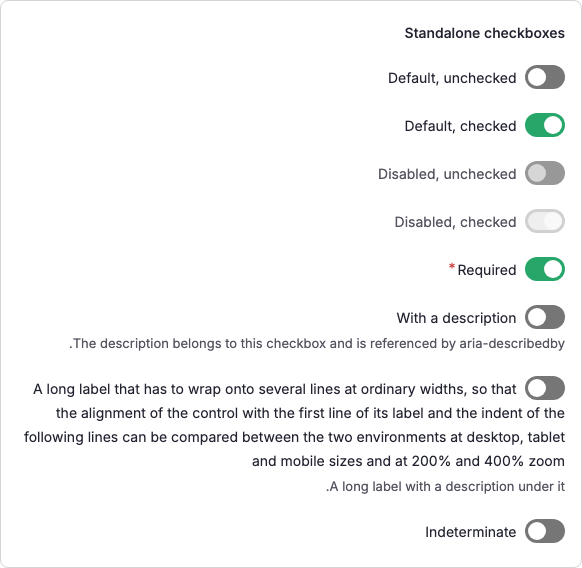 Standalone checkboxes
Default, unchecked
Default, checked
Disabled, unchecked
Disabled, checked
*Required
With a description
.The description belongs to this checkbox and is referenced by aria-describedby
A long label that has to wrap onto several lines at ordinary widths, so that
the alignment of the control with the first line of its label and the indent of the
following lines can be compared between the two environments at desktop, tablet
and mobile sizes and at 200% and 400% zoom
.A long label with a description under it
Indeterminate